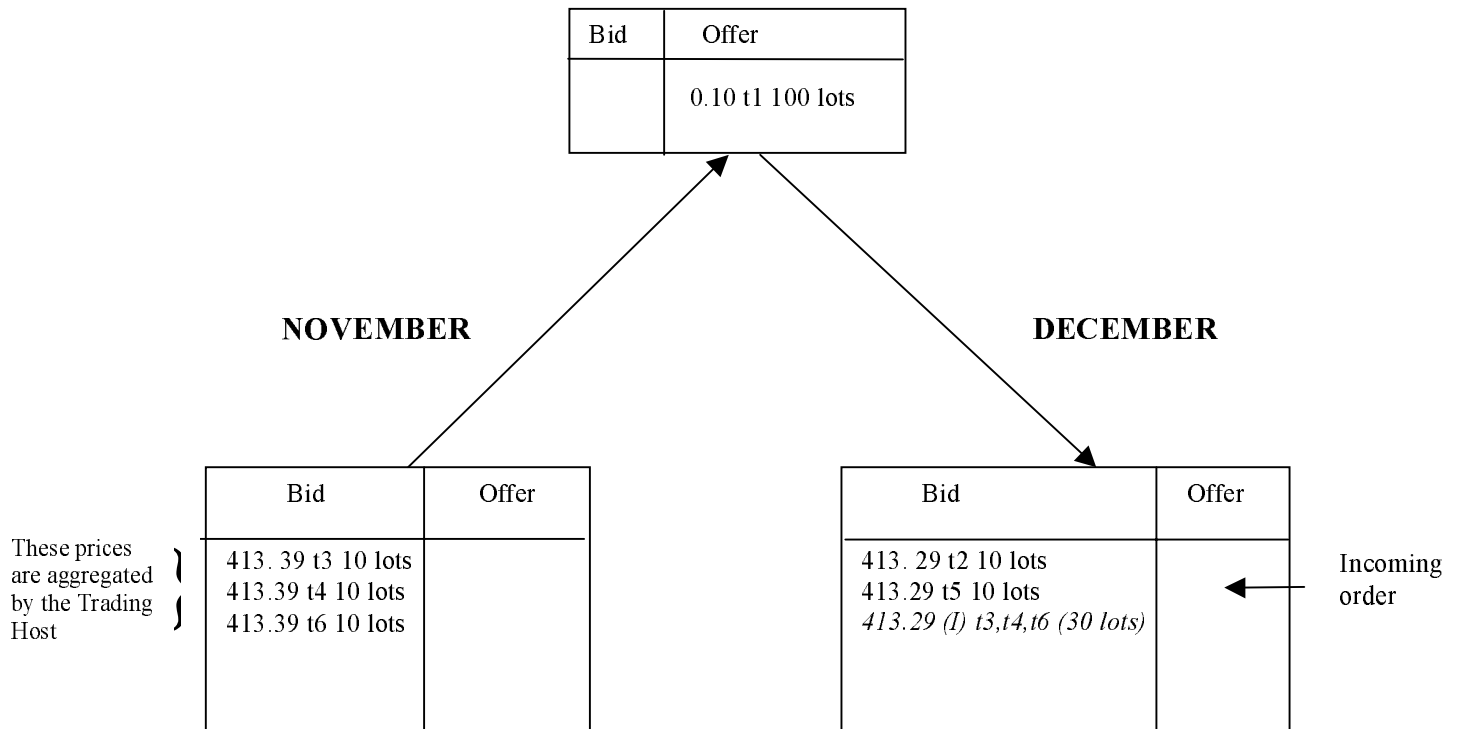 Bid Offer
0.10 t1 100 lots
NOVEMBER
DECEMBER
Bid Offer
These prices
are aggregated
by the Trading
Host
413. 39 t3 10 lots
413.39 t4 10 lots
413.39 t6 10 lots
Bid Offer
413. 29 t2 10 lots
413.29 t5 10 lots
413.29 (I) t3,t4,t6 (30 lots)
Incoming
order